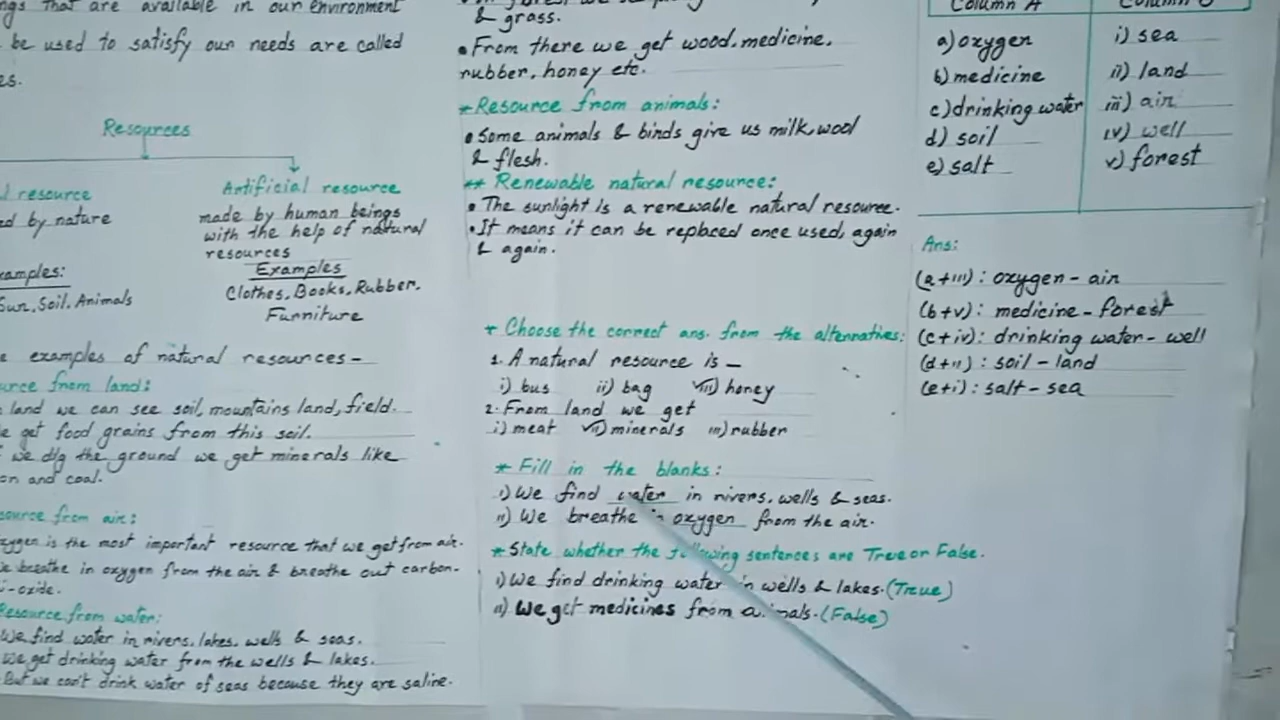 that are available in our environment
be used to satisfy our needs are called
Resources
resource
by nature
Sun, Soil, Animals
Artificial resource
made by human beings
with the help of natural
resources
Examples
Clothes, Books, Rubber,
Furniture
examples of natural resources-
from land:
land we can see soil, mountains land, field.
get food grains from this soil.
we dig the ground we get minerals like
and coal.
from air:
is the most important resource that we get from air.
breathe in oxygen from the air & breathe out carbon-
-oxide.
Resource from water:
We find water in rivers, lakes, wells & seas.
We get drinking water from the wells & lakes.
But we can't drink water of seas because they are saline.
& grass.
• From there we get wood, medicine,
rubber, honey etc.
* Resource from animals:
• Some animals & birds give us milk, wool
& flesh.
** Renewable natural resource:
• The sunlight is a renewable natural resource.
• It means it can be replaced once used, again
& again.
* Choose the correct ans. from the alternatives:
1. A natural resource is -
i) bus ii) bag ✓iii) honey
2. From land we get
i) meat ✓ii) minerals iii) rubber
* Fill in the blanks:
i) We find water in rivers, wells & seas.
ii) We breathe in oxygen from the air.
* State whether the following sentences are True or False.
i) We find drinking water in wells & lakes. (True)
ii) We get medicines from animals. (False)
Column A
a) oxygen i) sea
b) medicine ii) land
c) drinking water iii) air
d) soil iv) well
e) salt v) forest
Ans:
(a+iii): oxygen - air
(b+v): medicine - forest
(c+iv): drinking water - well
(d+ii): soil - land
(e+i): salt - sea